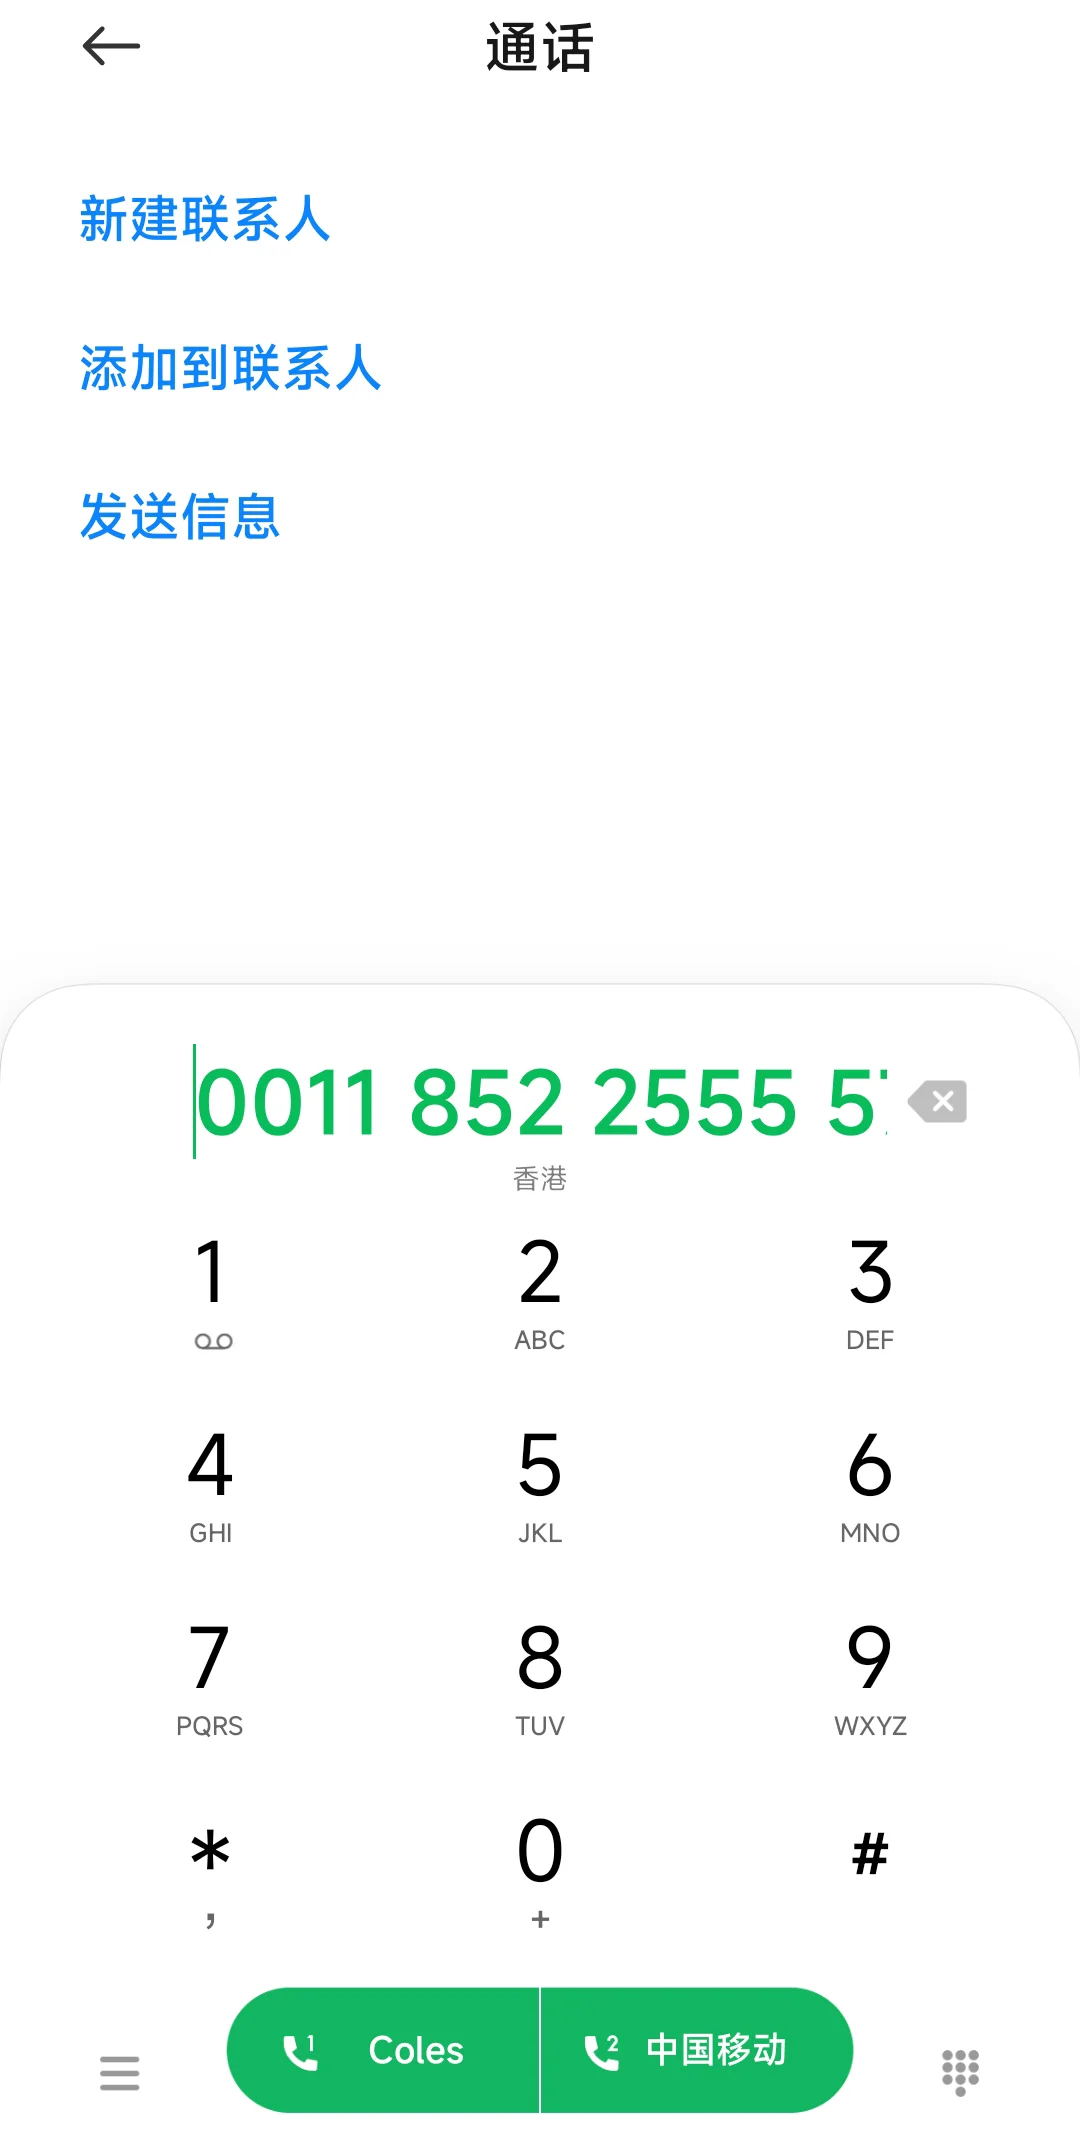 通话
新建联系人
添加到联系人
发送信息
0011 852 2555 5
香港
1 2 3
ABC DEF
4 5 6
GHI JKL MNO
7 8 9
PQRS TUV WXYZ
* 0 #
, +
1 Coles 2 中国移动